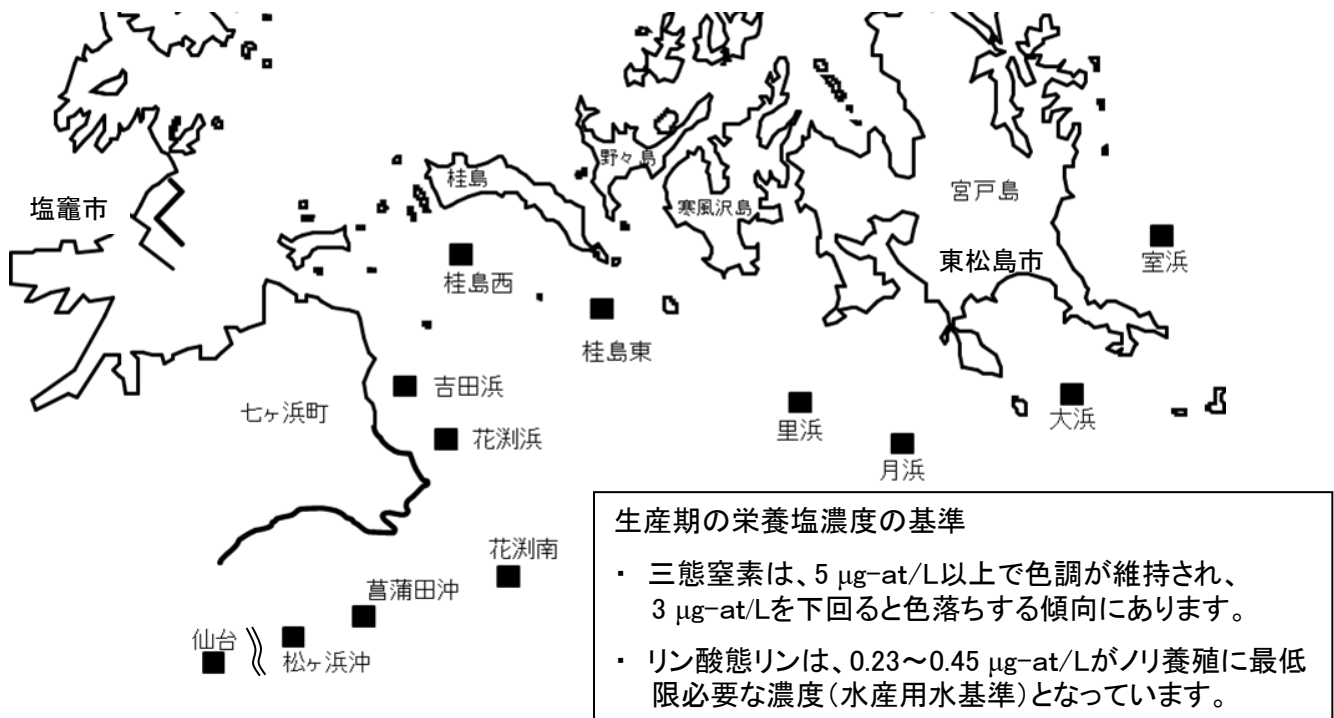 野々島
桂島
塩竈市
宮戸島
寒風沢島
東松島市
室浜
桂島西
桂島東
吉田浜
七ヶ浜町
大浜
里浜
花渕浜
月浜
生産期の栄養塩濃度の基準
・ 三態窒素は、5 μg-at/L以上で色調が維持され、
3 μg-at/Lを下回ると色落ちする傾向にあります。
・ リン酸態リンは、0.23～0.45 μg-at/Lがノリ養殖に最低
限必要な濃度(水産用水基準)となっています。
花渕南
菖蒲田沖
仙台
松ヶ浜沖